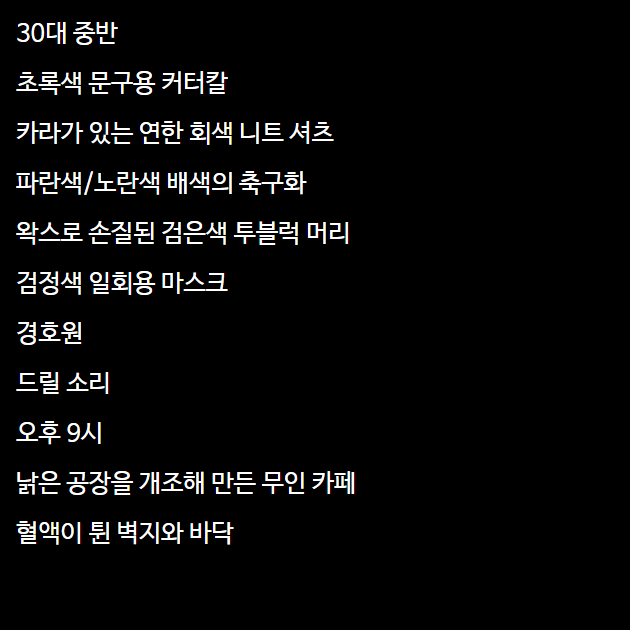 30대 중반
초록색 문구용 커터칼
카라가 있는 연한 회색 니트 셔츠
파란색/노란색 배색의 축구화
왁스로 손질된 검은색 투블럭 머리
검정색 일회용 마스크
경호원
드릴 소리
오후 9시
낡은 공장을 개조해 만든 무인 카페
혈액이 튄 벽지와 바닥